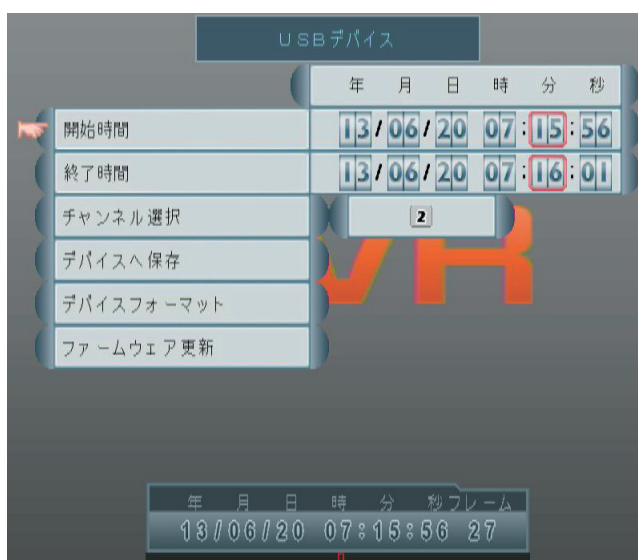 USBデバイス
年 月 日 時 分 秒
開始時間 13/06/20 07:15:56
終了時間 13/06/20 07:16:01
チャンネル選択 2
デバイスへ保存
デバイスフォーマット
ファームウェア更新
VR
年 月 日 時 分 秒フレーム
13/06/20 07:15:56 27